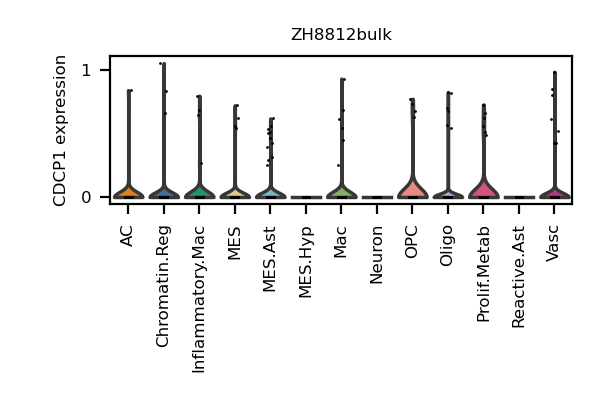 ZH8812bulk
CDCP1 expression
1
0
AC
Chromatin.Reg
Inflammatory.Mac
MES
MES.Ast
MES.Hyp
Mac
Neuron
OPC
Oligo
Prolif.Metab
Reactive.Ast
Vasc